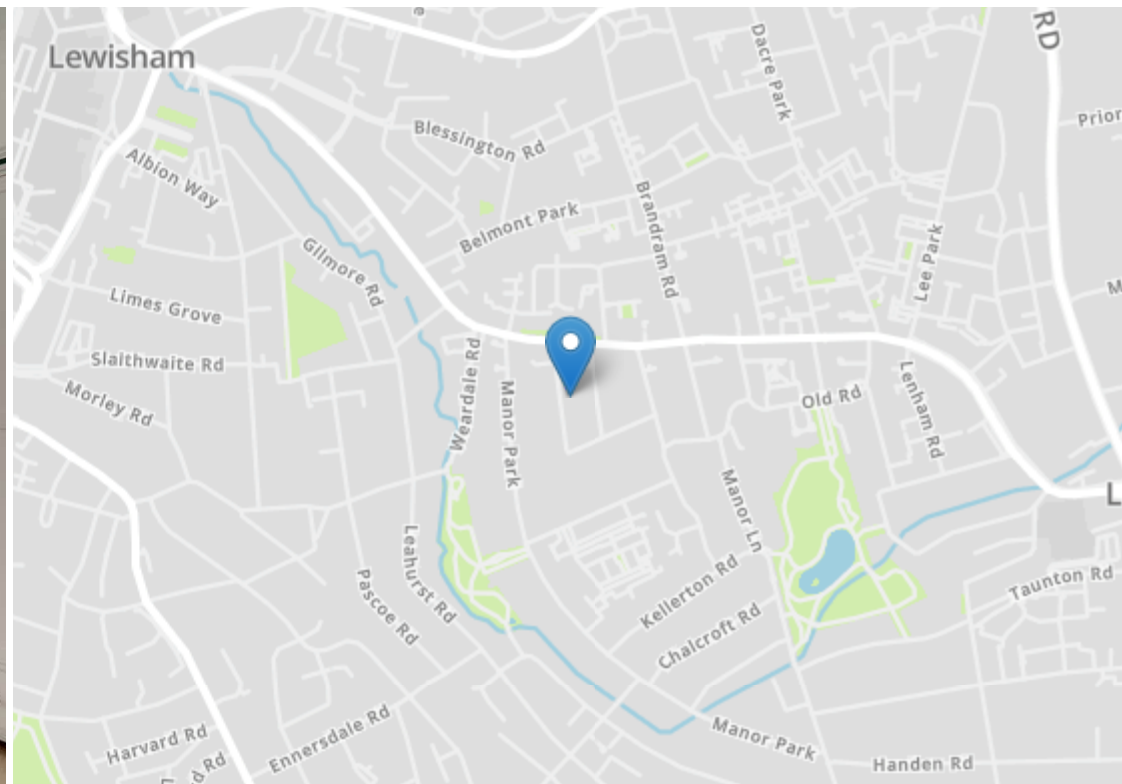 RD
Lewisham
Dacre Park
Blessington Rd
Albion Way
Brandram Rd
Belmont Park
Gilmore Rd
Lee Park
Limes Grove
Slaithwaite Rd
Weardale Rd
Lenham Rd
Morley Rd
Manor Park
Old Rd
Manor Ln
Leahurst Rd
Pascoe Rd
Kellerton Rd
Taunton Rd
Chalcroft Rd
Harvard Rd
Ennersdale Rd
Manor Park
Handen Rd